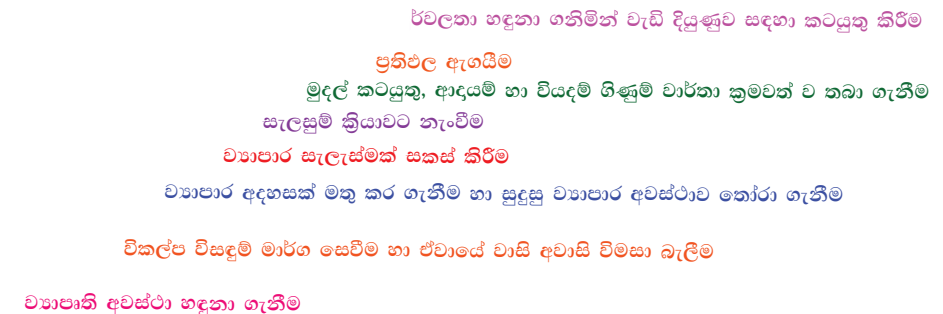 ර්වලතා හඳුනා ගනිමින් වැඩි දියුණුව සඳහා කටයුතු කිරීම
ප්‍රතිඵල ඇගයීම
මුදල් කටයුතු, ආදායම් හා වියදම් ගිණුම් වාර්තා ක්‍රමවත් ව තබා ගැනීම
සැලසුම් ක්‍රියාවට නැංවීම
ව්‍යාපාර සැලැස්මක් සකස් කිරීම
ව්‍යාපාර අදහසක් මතු කර ගැනීම හා සුදුසු ව්‍යාපාර අවස්ථාව තෝරා ගැනීම
විකල්ප විසඳුම් මාර්ග සෙවීම හා ඒවායේ වාසි අවාසි විමසා බැලීම
ව්‍යාපෘති අවස්ථා හඳුනා ගැනීම